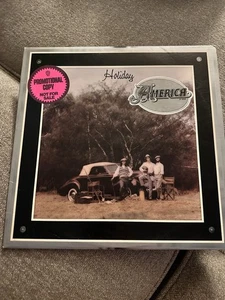 Holiday
AMERICA
PROMOTIONAL
COPY
NOT FOR
SALE